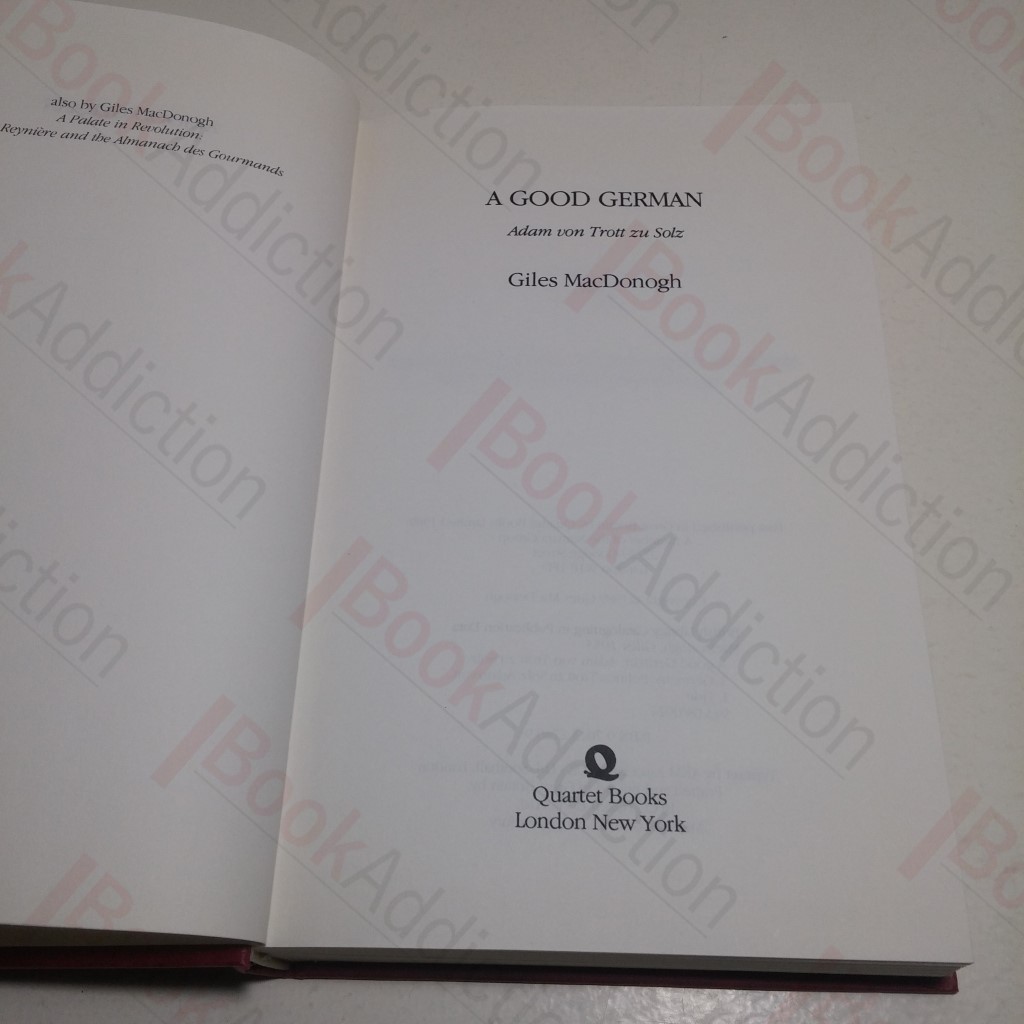 also by Giles MacDonogh
A Palate in Revolution:
Reynière and the Almanach des Gourmands
A GOOD GERMAN
Adam von Trott zu Solz
Giles MacDonogh
Q
Quartet Books
London New York
BookAddiction